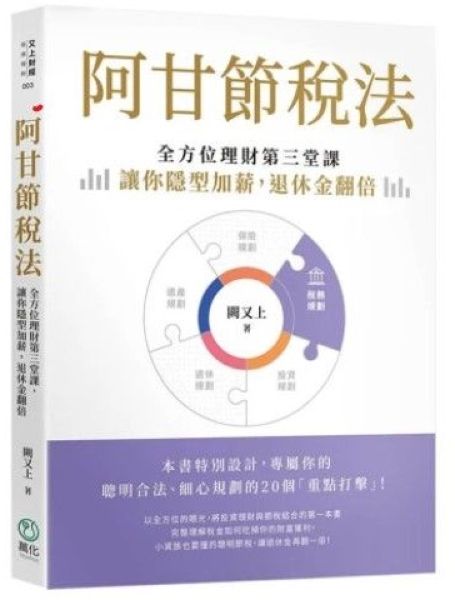 阿甘節稅法
全方位理財第三堂課
讓你隱型加薪，退休金翻倍
保險
規劃
稅務
規劃
投資
規劃
退休
規劃
遺產
規劃
闕又上
著
本書特別設計，專屬你的
聰明合法、細心規劃的20個「重點打擊」！
以全方位的眼光，將投資理財與節稅結合的第一本書
完整理解稅金如何吃掉你的財富獲利，
小資族也要懂的聰明節稅，讓退休金再翻一倍！
又上財經
003
阿甘節稅法
全方位理財第三堂課，
讓你隱型加薪，退休金翻倍
闕又上 著
萬化